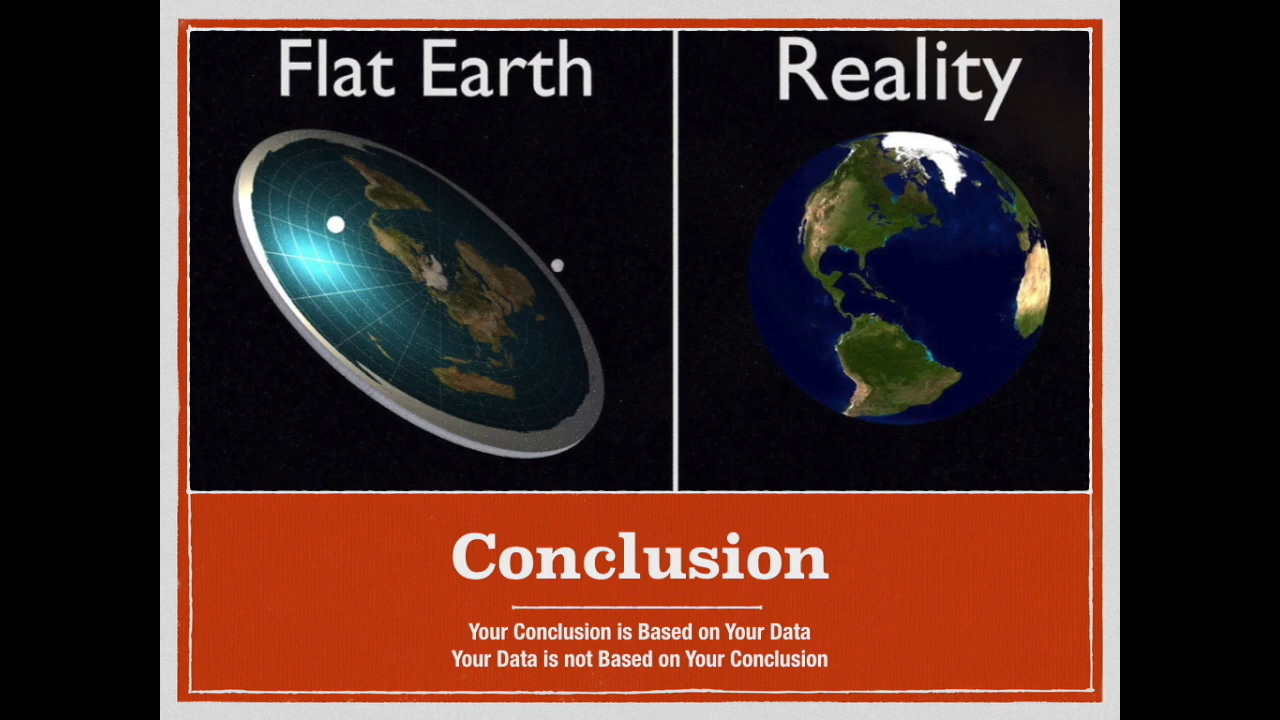 Flat Earth
Reality
Conclusion
Your Conclusion is Based on Your Data
Your Data is not Based on Your Conclusion